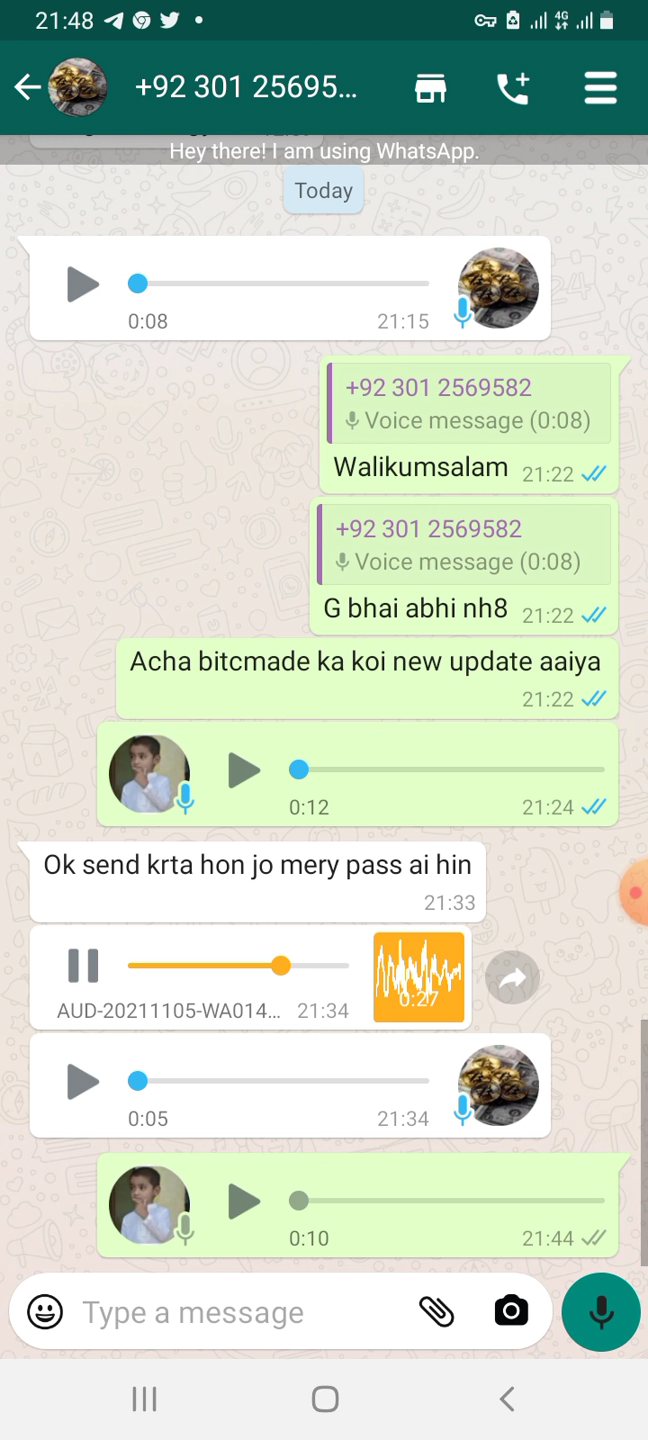 21:48
4G
+92 301 25695...
Hey there! I am using WhatsApp.
Today
0:08 21:15
+92 301 2569582
Voice message (0:08)
Walikumsalam 21:22
+92 301 2569582
Voice message (0:08)
G bhai abhi nh8 21:22
Acha bitcmade ka koi new update aaiya
21:22
0:12 21:24
Ok send krta hon jo mery pass ai hin
21:33
0:27
AUD-20211105-WA014... 21:34
0:05 21:34
0:10 21:44
Type a message